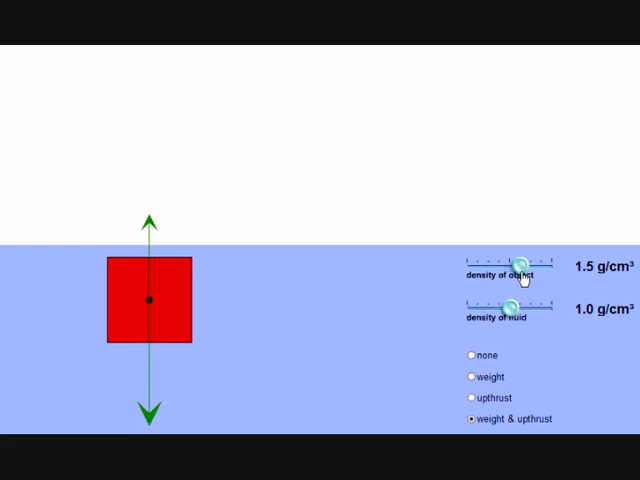 1.5 g/cm³
density of object
1.0 g/cm³
density of fluid
none
weight
upthrust
weight & upthrust